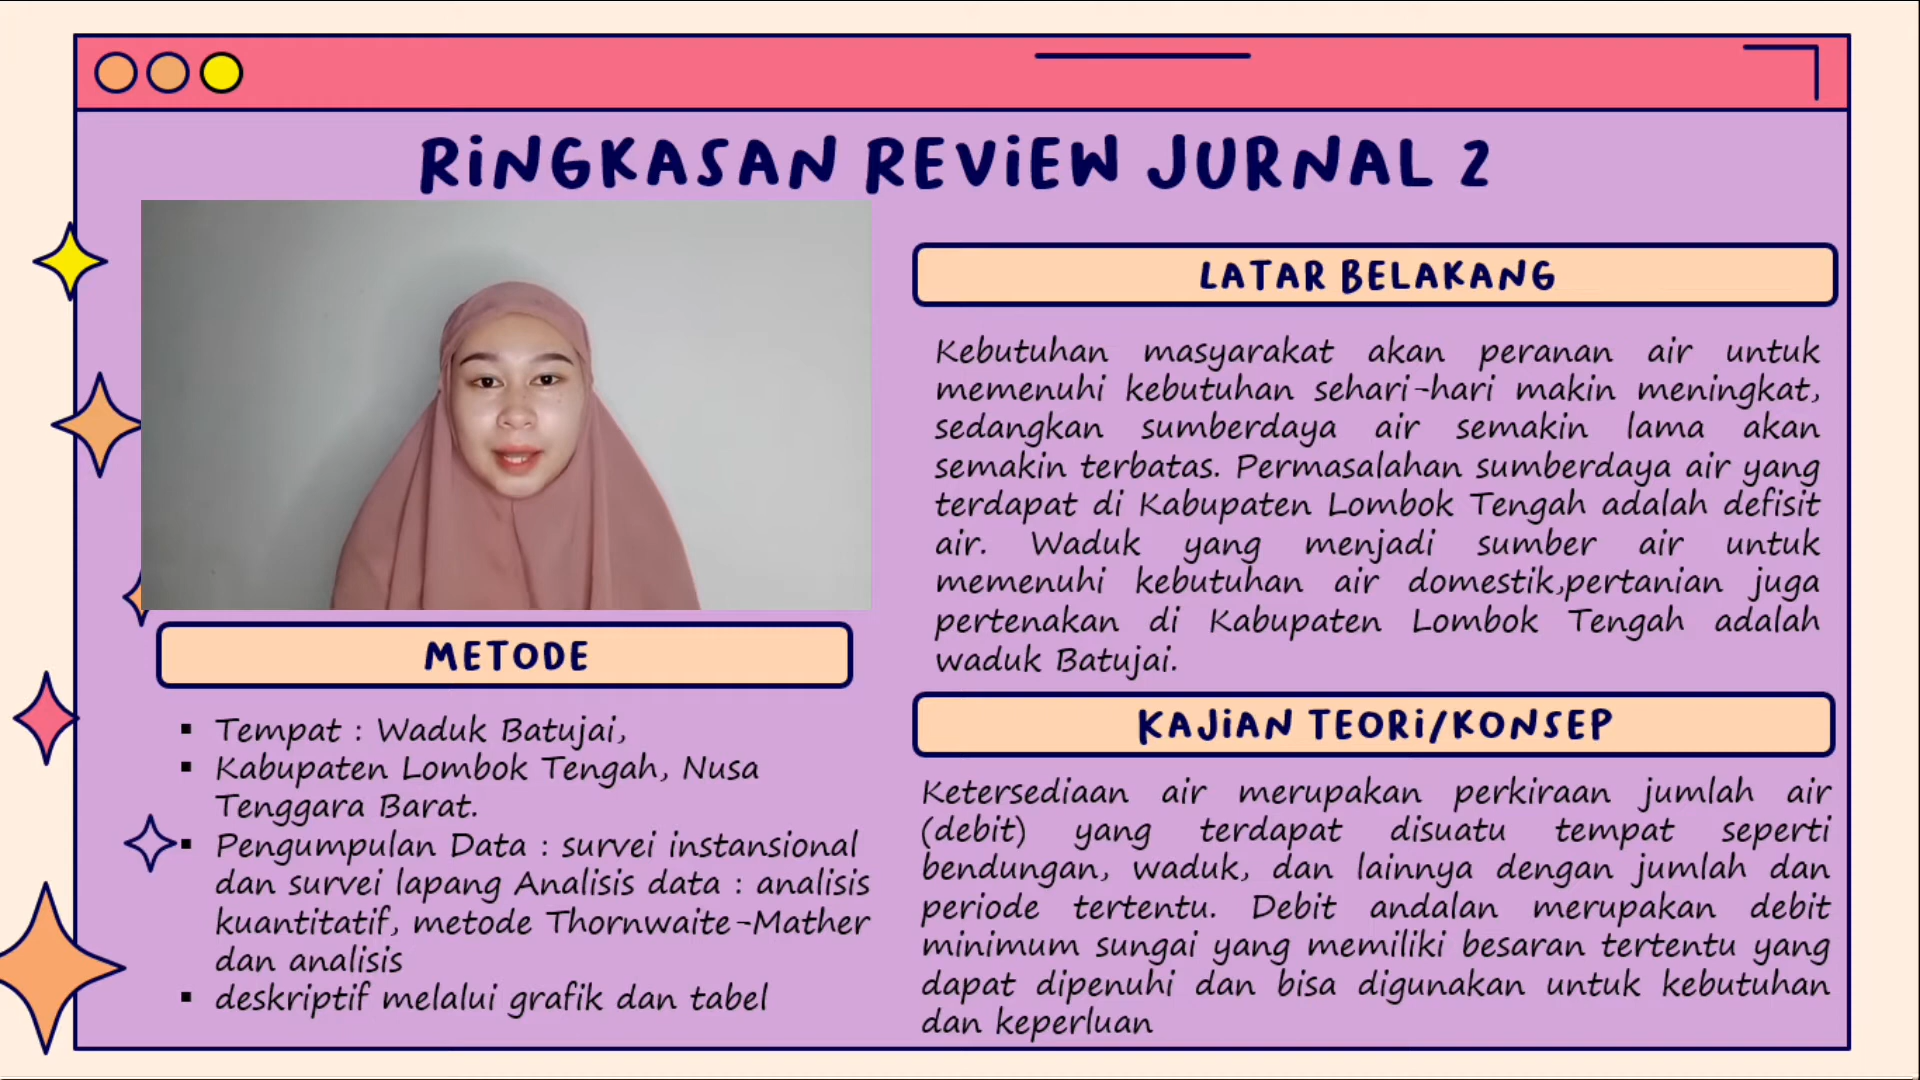 RINGKASAN REVIEW JURNAL 2
METODE
Tempat : Waduk Batujai,
Kabupaten Lombok Tengah, Nusa
Tenggara Barat.
Pengumpulan Data : survei instansional
dan survei lapang Analisis data : analisis
kuantitatif, metode Thornwaite-Mather
dan analisis
deskriptif melalui grafik dan tabel
LATAR BELAKANG
Kebutuhan masyarakat akan peranan air untuk
memenuhi kebutuhan sehari-hari makin meningkat,
sedangkan sumberdaya air semakin lama akan
semakin terbatas. Permasalahan sumberdaya air yang
terdapat di Kabupaten Lombok Tengah adalah defisit
air. Waduk yang menjadi sumber air untuk
memenuhi kebutuhan air domestik,pertanian juga
pertenakan di Kabupaten Lombok Tengah adalah
waduk Batujai.
KAJIAN TEORI/KONSEP
Ketersediaan air merupakan perkiraan jumlah air
(debit) yang terdapat disuatu tempat seperti
bendungan, waduk, dan lainnya dengan jumlah dan
periode tertentu. Debit andalan merupakan debit
minimum sungai yang memiliki besaran tertentu yang
dapat dipenuhi dan bisa digunakan untuk kebutuhan
dan keperluan